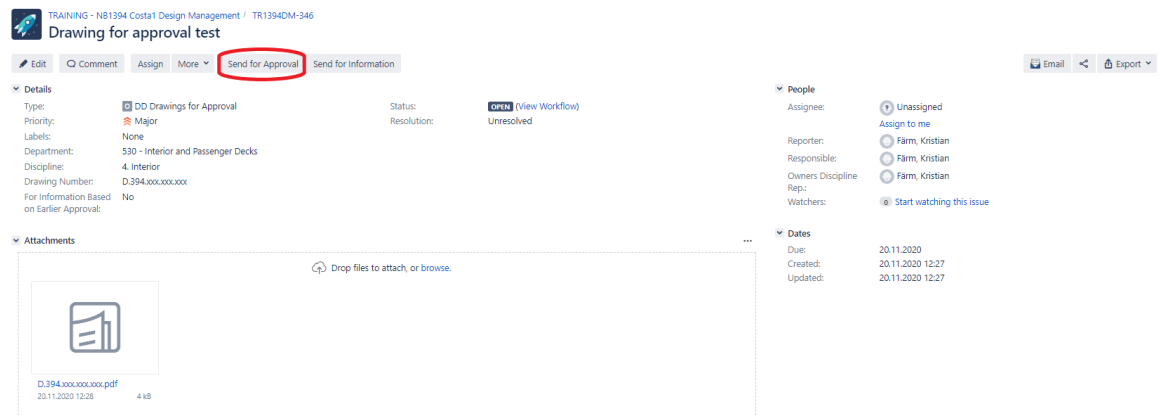 TRAINING - NB1394 Costa1 Design Management / TR1394DM-346
Drawing for approval test
Edit Comment Assign More Send for Approval Send for Information Email Export
Details
Type: DD Drawings for Approval Status: OPEN (View Workflow)
Priority: Major Resolution: Unresolved
Labels: None
Department: 530 - Interior and Passenger Decks
Discipline: 4. Interior
Drawing Number: D.394.xxx.xxx.xxx
For Information Based No
on Earlier Approval:
People
Assignee: Unassigned
Assign to me
Reporter: Färm, Kristian
Responsible: Färm, Kristian
Owners Discipline Färm, Kristian
Rep.:
Watchers: 0 Start watching this issue
Attachments
Drop files to attach, or browse.
D.394.xxx.xxx.xxx.pdf
20.11.2020 12:28 4 kB
Dates
Due: 20.11.2020
Created: 20.11.2020 12:27
Updated: 20.11.2020 12:27